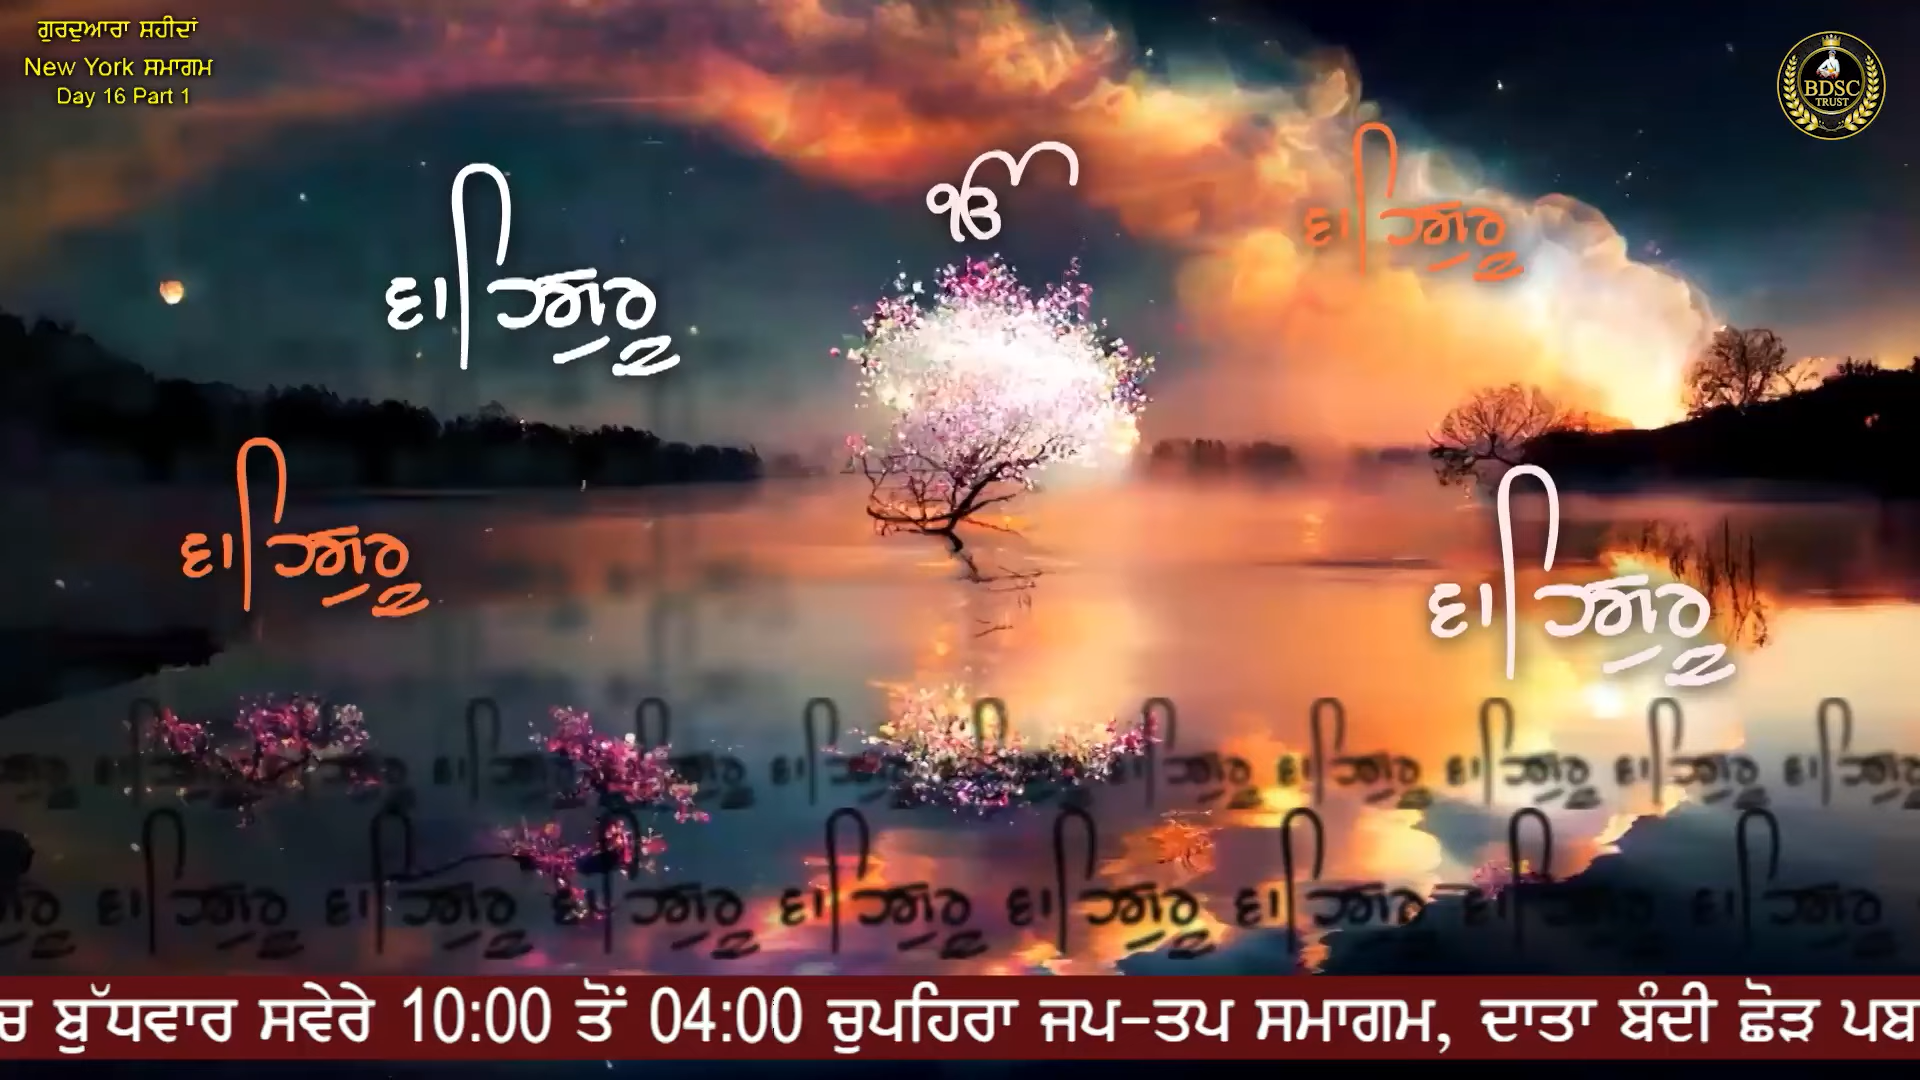 ਗੁਰਦੁਆਰਾ ਸ਼ਹੀਦਾਂ
New York ਸਮਾਗਮ
Day 16 Part 1
BDSC
TRUST
ੴ
ਵਾਹਿਗੁਰੂ
ਵਾਹਿਗੁਰੂ
ਵਾਹਿਗੁਰੂ
ਵਾਹਿਗੁਰੂ
ਵਾਹਿਗੁਰੂ ਵਾਹਿਗੁਰੂ ਵਾਹਿਗੁਰੂ ਵਾਹਿਗੁਰੂ ਵਾਹਿਗੁਰੂ ਵਾਹਿਗੁਰੂ ਵਾਹਿਗੁਰੂ ਵਾਹਿਗੁਰੂ ਵਾਹਿਗੁਰੂ ਵਾਹਿਗੁਰੂ ਵਾਹਿਗੁਰੂ
ਵਾਹਿਗੁਰੂ ਵਾਹਿਗੁਰੂ ਵਾਹਿਗੁਰੂ ਵਾਹਿਗੁਰੂ ਵਾਹਿਗੁਰੂ ਵਾਹਿਗੁਰੂ ਵਾਹਿਗੁਰੂ ਵਾਹਿਗੁਰੂ
ਚ ਬੁੱਧਵਾਰ ਸਵੇਰੇ 10:00 ਤੋਂ 04:00 ਚੁਪਹਿਰਾ ਜਪ-ਤਪ ਸਮਾਗਮ, ਦਾਤਾ ਬੰਦੀ ਛੋੜ ਪਬ